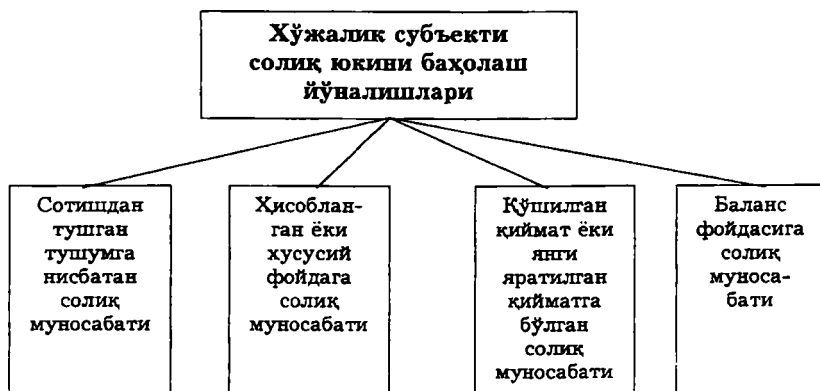 Хўжалик субъекти
солиқ юкини баҳолаш
йўналишлари
Сотишдан
тушган
тушумга
нисбатан
солиқ
муносабати
Ҳисоблан-
ган ёки
хусусий
фойдага
солиқ
муносабати
Қўшилган
қиймат ёки
янги
яратилган
қийматга
бўлган
солиқ
муносабати
Баланс
фойдасига
солиқ
муноса-
бати